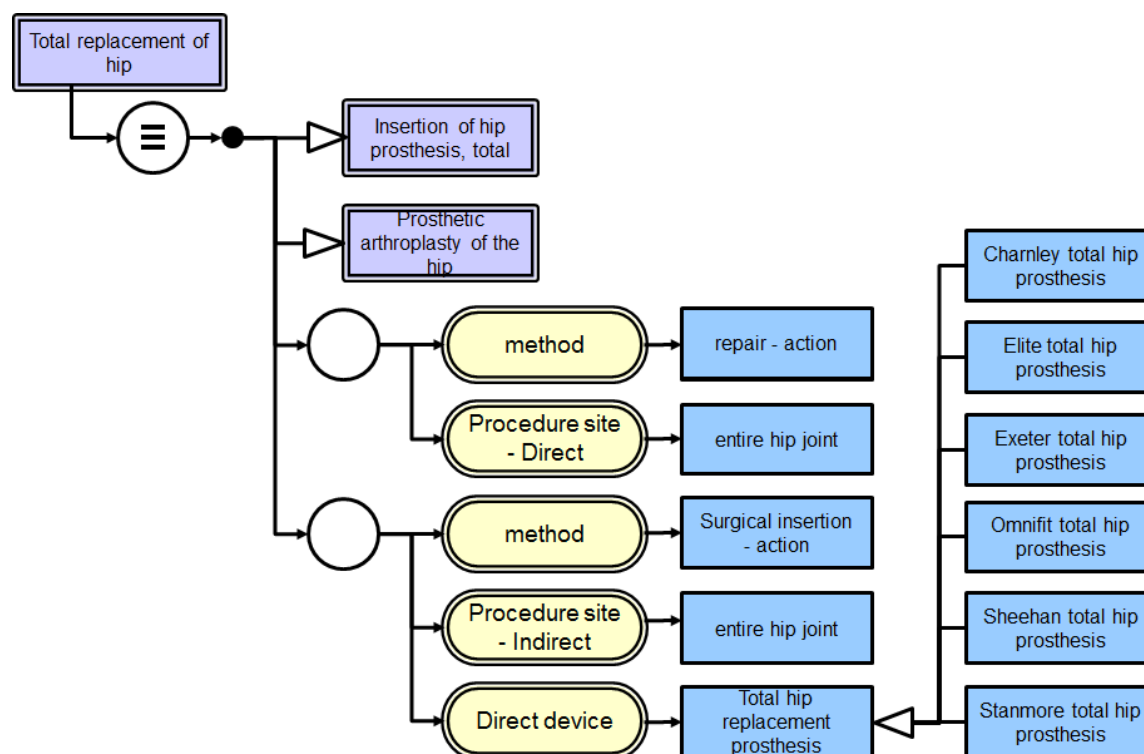 Total replacement of
hip
Insertion of hip
prosthesis, total
Prosthetic
arthroplasty of the
hip
method
repair - action
Procedure site
- Direct
entire hip joint
method
Surgical insertion
- action
Procedure site
- Indirect
entire hip joint
Direct device
Total hip
replacement
prosthesis
Charnley total hip
prosthesis
Elite total hip
prosthesis
Exeter total hip
prosthesis
Omnifit total hip
prosthesis
Sheehan total hip
prosthesis
Stanmore total hip
prosthesis